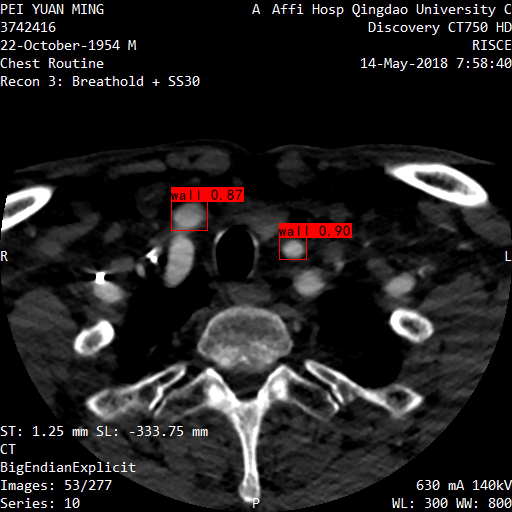 PEI YUAN MING
3742416
22-October-1954 M
Chest Routine
Recon 3: Breathold + SS30
A Affi Hosp Qingdao University C
Discovery CT750 HD
RISCE
14-May-2018 7:58:40
wall 0.87
wall 0.90
R
L
ST: 1.25 mm SL: -333.75 mm
CT
BigEndianExplicit
Images: 53/277
Series: 10
P
630 mA 140kV
WL: 300 WW: 800